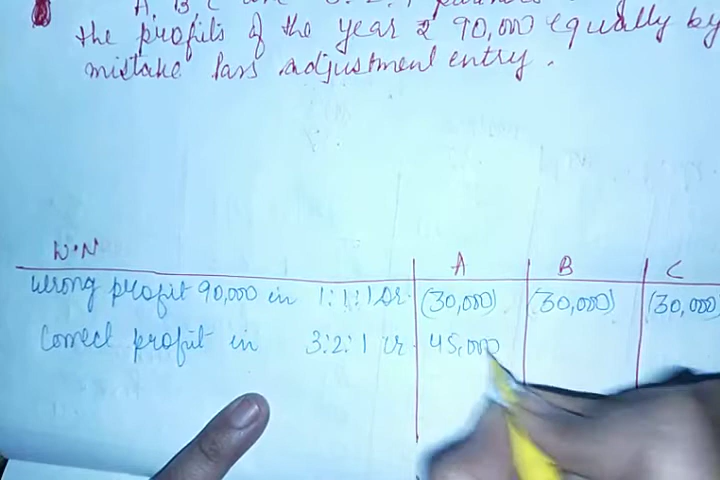 A, B C
the profits of the year ₹ 90,000 equally by
mistake Pass adjustment entry.
W.N A B C
Wrong profit 90,000 in 1:1:1 Dr. (30,000) (30,000) (30,000)
Correct profit in 3:2:1 cr. 45,000